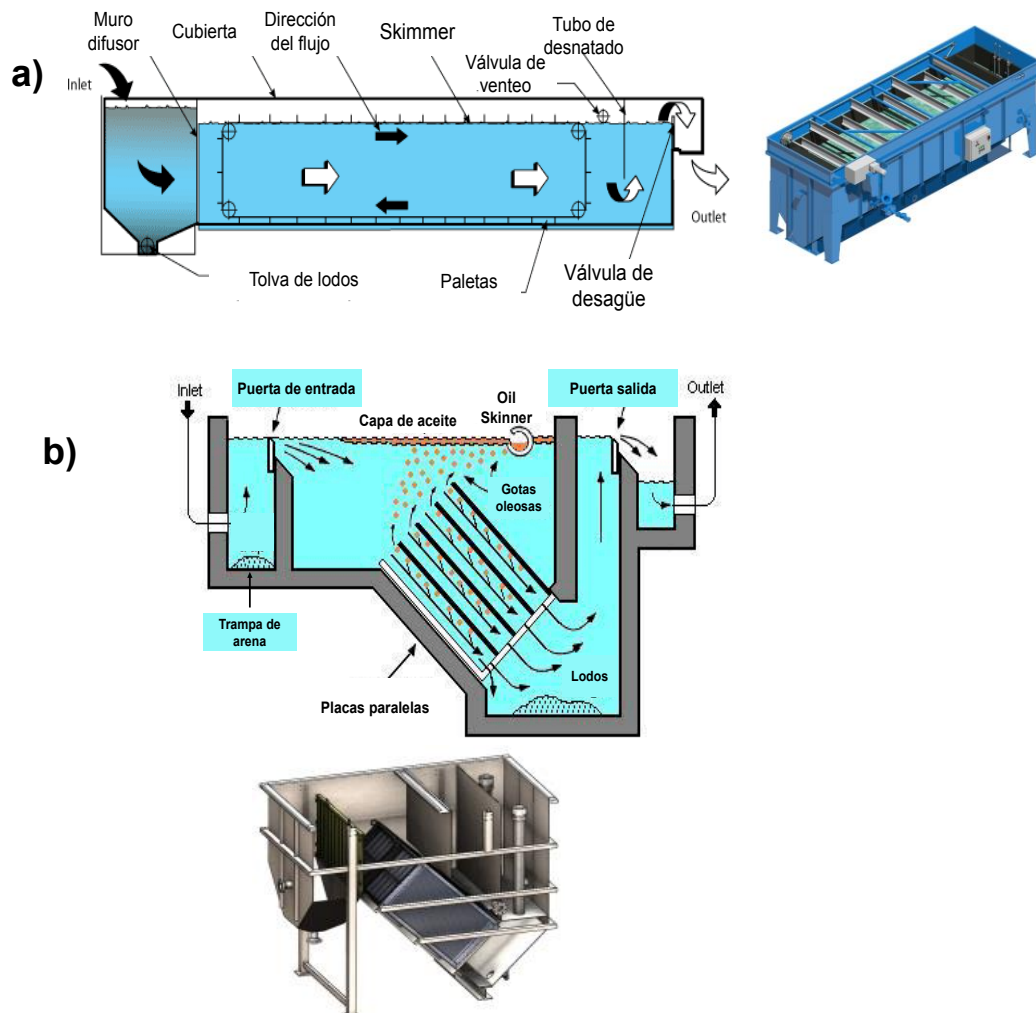 a)
Inlet
Muro
difusor
Cubierta
Dirección
del flujo
Skimmer
Válvula de
venteo
Tubo de
desnatado
Outlet
Tolva de lodos
Paletas
Válvula de
desagüe
b)
Inlet
Puerta de entrada
Capa de aceite
Oil
Skinner
Puerta salida
Outlet
Gotas
oleosas
Trampa de
arena
Placas paralelas
Lodos